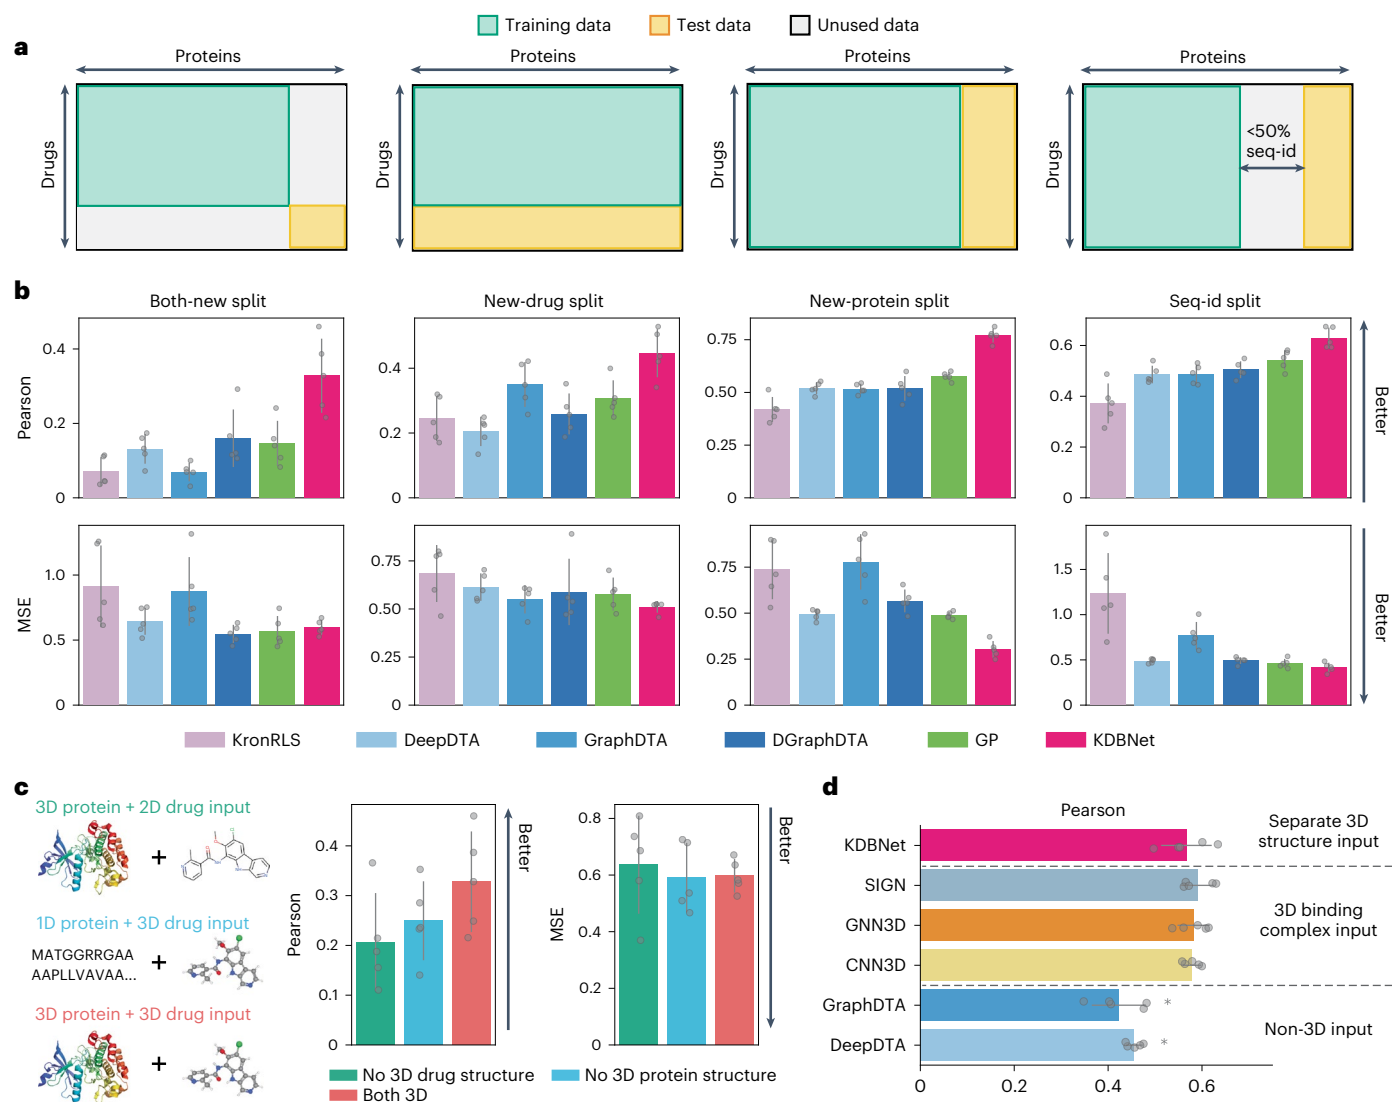 Training data
Test data
Unused data
a
Proteins
Proteins
Proteins
Proteins
Drugs
Drugs
Drugs
Drugs
<50%
seq-id
b
Both-new split
New-drug split
New-protein split
Seq-id split
Pearson
0.4
0.2
0
0.4
0.2
0
0.75
0.50
0.25
0
0.6
0.4
0.2
0
Better
MSE
1.0
0.5
0
0.75
0.50
0.25
0
0.75
0.50
0.25
0
1.5
1.0
0.5
0
Better
KronRLS
DeepDTA
GraphDTA
DGraphDTA
GP
KDBNet
c
3D protein + 2D drug input
+
1D protein + 3D drug input
MATGGRRGAA
AAPLLVAVAA...
+
3D protein + 3D drug input
+
Pearson
0.4
0.3
0.2
0.1
0
Better
MSE
0.8
0.6
0.4
0.2
0
Better
No 3D drug structure
No 3D protein structure
Both 3D
d
Pearson
KDBNet
SIGN
GNN3D
CNN3D
GraphDTA
*
DeepDTA
*
0
0.2
0.4
0.6
Separate 3D
structure input
3D binding
complex input
Non-3D input